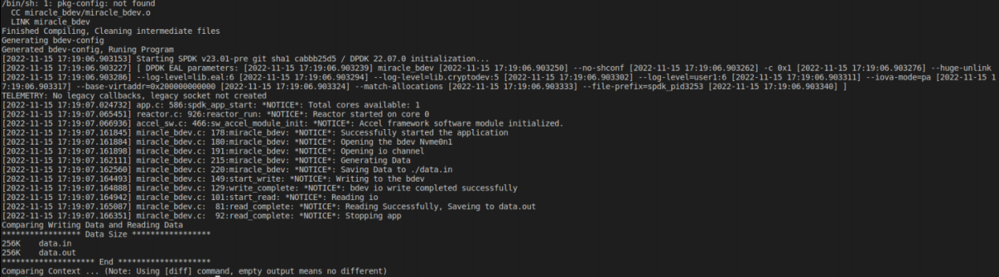 /bin/sh: 1: pkg-config: not found
  CC miracle_bdev/miracle_bdev.o
  LINK miracle_bdev
Finished Compiling, Cleaning intermediate files
Generating bdev-config
Generated bdev-config, Runing Program
[2022-11-15 17:19:06.903153] Starting SPDK v23.01-pre git sha1 cabbb25d5 / DPDK 22.07.0 initialization...
[2022-11-15 17:19:06.903227] [ DPDK EAL parameters: [2022-11-15 17:19:06.903239] miracle_bdev [2022-11-15 17:19:06.903250] --no-shconf [2022-11-15 17:19:06.903262] -c 0x1 [2022-11-15 17:19:06.903276] --huge-unlink
[2022-11-15 17:19:06.903286] --log-level=lib.eal:6 [2022-11-15 17:19:06.903294] --log-level=lib.cryptodev:5 [2022-11-15 17:19:06.903302] --log-level=user1:6 [2022-11-15 17:19:06.903311] --iova-mode=pa [2022-11-15 1
7:19:06.903317] --base-virtaddr=0x200000000000 [2022-11-15 17:19:06.903324] --match-allocations [2022-11-15 17:19:06.903333] --file-prefix=spdk_pid3253 [2022-11-15 17:19:06.903340] ]
TELEMETRY: No legacy callbacks, legacy socket not created
[2022-11-15 17:19:07.024732] app.c: 586:spdk_app_start: *NOTICE*: Total cores available: 1
[2022-11-15 17:19:07.065451] reactor.c: 926:reactor_run: *NOTICE*: Reactor started on core 0
[2022-11-15 17:19:07.066936] accel_sw.c: 466:sw_accel_module_init: *NOTICE*: Accel framework software module initialized.
[2022-11-15 17:19:07.161845] miracle_bdev.c: 178:miracle_bdev: *NOTICE*: Successfully started the application
[2022-11-15 17:19:07.161884] miracle_bdev.c: 180:miracle_bdev: *NOTICE*: Opening the bdev Nvme0n1
[2022-11-15 17:19:07.161898] miracle_bdev.c: 191:miracle_bdev: *NOTICE*: Opening io channel
[2022-11-15 17:19:07.162111] miracle_bdev.c: 215:miracle_bdev: *NOTICE*: Generating Data
[2022-11-15 17:19:07.162560] miracle_bdev.c: 220:miracle_bdev: *NOTICE*: Saving Data to ./data.in
[2022-11-15 17:19:07.164493] miracle_bdev.c: 149:start_write: *NOTICE*: Writing to the bdev
[2022-11-15 17:19:07.164888] miracle_bdev.c: 129:write_complete: *NOTICE*: bdev io write completed successfully
[2022-11-15 17:19:07.164942] miracle_bdev.c: 101:start_read: *NOTICE*: Reading io
[2022-11-15 17:19:07.165087] miracle_bdev.c:  81:read_complete: *NOTICE*: Reading Successfully, Saveing to data.out
[2022-11-15 17:19:07.166351] miracle_bdev.c:  92:read_complete: *NOTICE*: Stopping app
Comparing Writing Data and Reading Data
***************** Data Size *****************
256K    data.in
256K    data.out
******************** End ********************
Comparing Context ... (Note: Using [diff] command, empty output means no different)